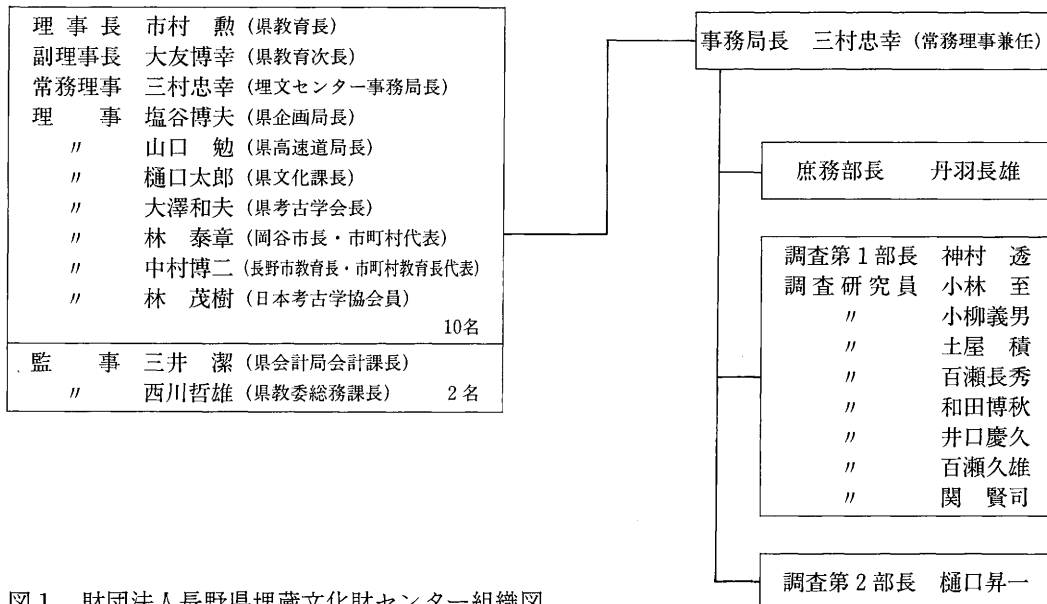 理事長 市村 勲 (県教育長)
副理事長 大友博幸 (県教育次長)
常務理事 三村忠幸 (埋文センター事務局長)
理 事 塩谷博夫 (県企画局長)
〃 山口 勉 (県高速道局長)
〃 樋口太郎 (県文化課長)
〃 大澤和夫 (県考古学会長)
〃 林 泰章 (岡谷市長・市町村代表)
〃 中村博二 (長野市教育長・市町村教育長代表)
〃 林 茂樹 (日本考古学協会員)
10名
監 事 三井 潔 (県会計局会計課長)
〃 西川哲雄 (県教委総務課長) 2名
事務局長 三村忠幸 (常務理事兼任)
庶務部長 丹羽長雄
調査第1部長 神村 透
調査研究員 小林 至
〃 小柳義男
〃 土屋 積
〃 百瀬長秀
〃 和田博秋
〃 井口慶久
〃 百瀬久雄
〃 関 賢司
調査第2部長 樋口昇一
図1 財団法人長野県埋蔵文化財センター組織図